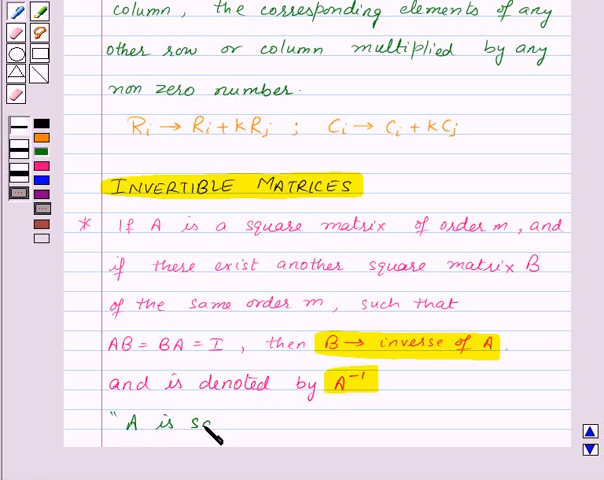 column, the corresponding elements of any
other row or column multiplied by any
non zero number.
Ri → Ri + kRj ; Ci → Ci + kCj
INVERTIBLE MATRICES
* If A is a square matrix of order m, and
if there exist another square matrix B
of the same order m, such that
AB = BA = I, then B → inverse of A.
and is denoted by A⁻¹
" A is sq